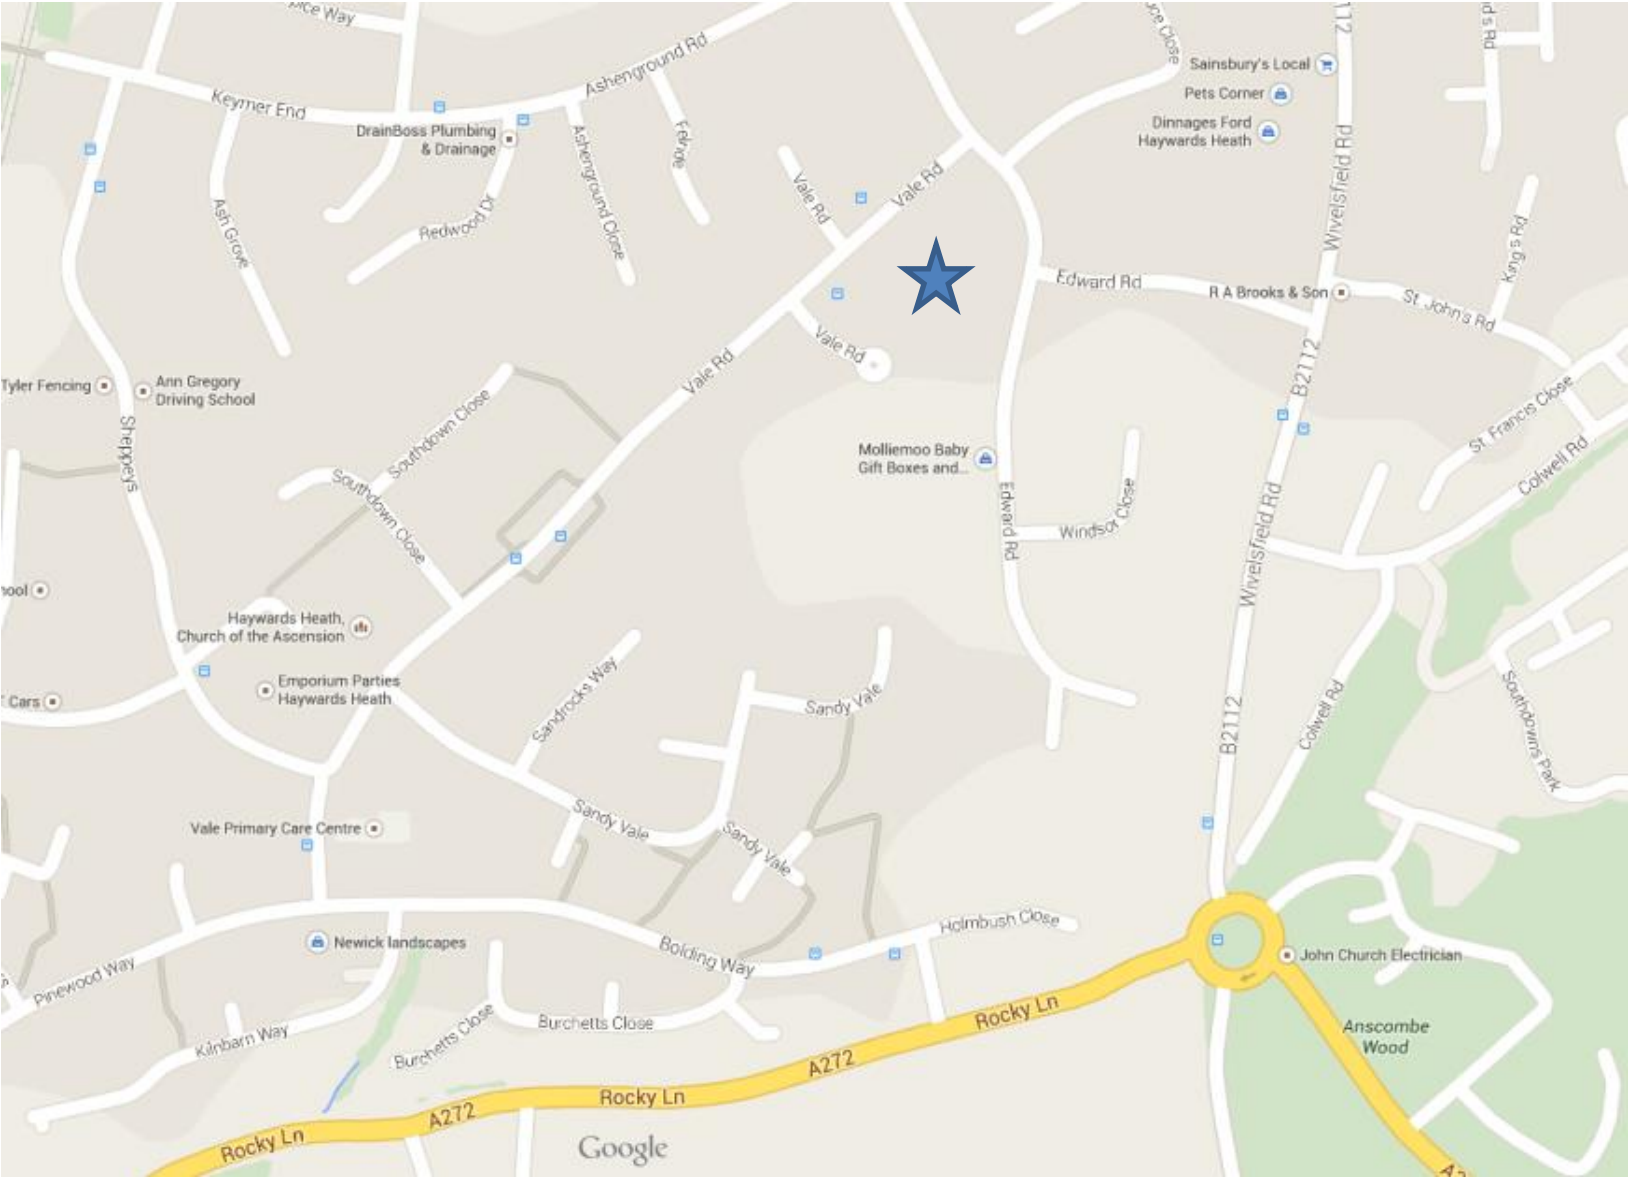 Ashenground Rd
Keymer End
Sainsbury's Local
Pets Corner
Dinnages Ford
Haywards Heath
DrainBoss Plumbing
& Drainage
Ashenground Close
Vale Rd
Vale Rd
Wivelsfield Rd
Ash Grove
Redwood Dr
King's Rd
Edward Rd
R A Brooks & Son
St. John's Rd
Vale Rd
Vale Rd
B2112
Tyler Fencing
Ann Gregory
Driving School
Sheppeys
Southdown Close
St. Francis Close
Colwell Rd
Molliemoo Baby
Gift Boxes and...
Southdown Close
Edward Rd
Windsor Close
Wivelsfield Rd
Haywards Heath,
Church of the Ascension
Emporium Parties
Haywards Heath
Cars
Sandrocks Way
Sandy Vale
B2112
Colwell Rd
Southdowns Park
Vale Primary Care Centre
Sandy Vale
Sandy Vale
Holmbush Close
Newick landscapes
Bolding Way
Pinewood Way
John Church Electrician
Rocky Ln
Kilnbarn Way
Burchetts Close
Burchetts Close
Anscombe
Wood
A272
Rocky Ln
A272
Rocky Ln
Google